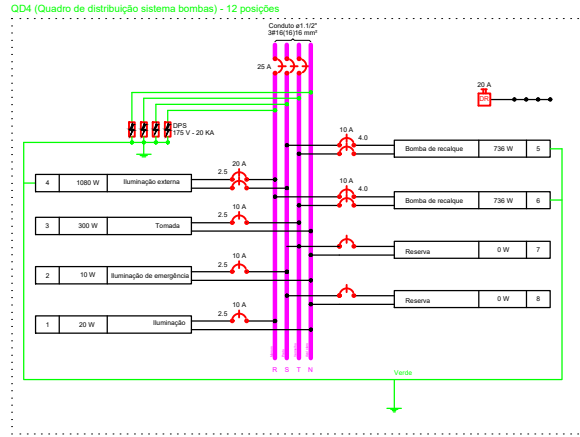 QD4 (Quadro de distribuição sistema bombas) - 12 posições
Conduto ø1.1/2"
3#16(16)16 mm²
25 A
20 A
DR
DPS
175 V - 20 KA
10 A
4.0
Bomba de recalque 736 W 5
20 A
2.5
4 1080 W Iluminação externa
10 A
4.0
Bomba de recalque 736 W 6
10 A
2.5
3 300 W Tomada
Reserva 0 W 7
10 A
2.5
2 10 W Iluminação de emergência
Reserva 0 W 8
10 A
2.5
1 20 W Iluminação
R S T N
Verde